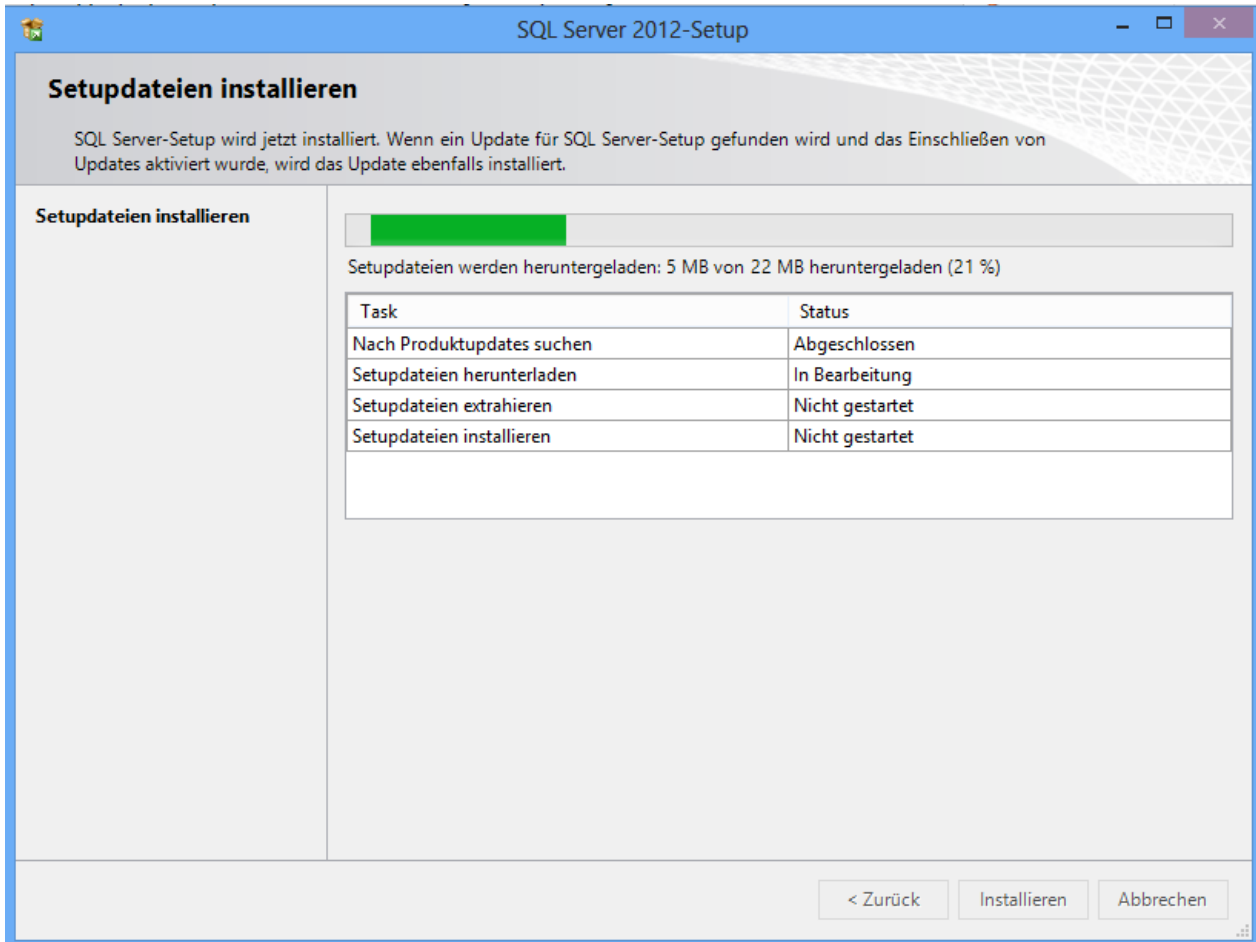 SQL Server 2012-Setup
Setupdateien installieren
SQL Server-Setup wird jetzt installiert. Wenn ein Update für SQL Server-Setup gefunden wird und das Einschließen von
Updates aktiviert wurde, wird das Update ebenfalls installiert.
Setupdateien installieren
Setupdateien werden heruntergeladen: 5 MB von 22 MB heruntergeladen (21 %)
Task Status
Nach Produktupdates suchen Abgeschlossen
Setupdateien herunterladen In Bearbeitung
Setupdateien extrahieren Nicht gestartet
Setupdateien installieren Nicht gestartet
< Zurück Installieren Abbrechen